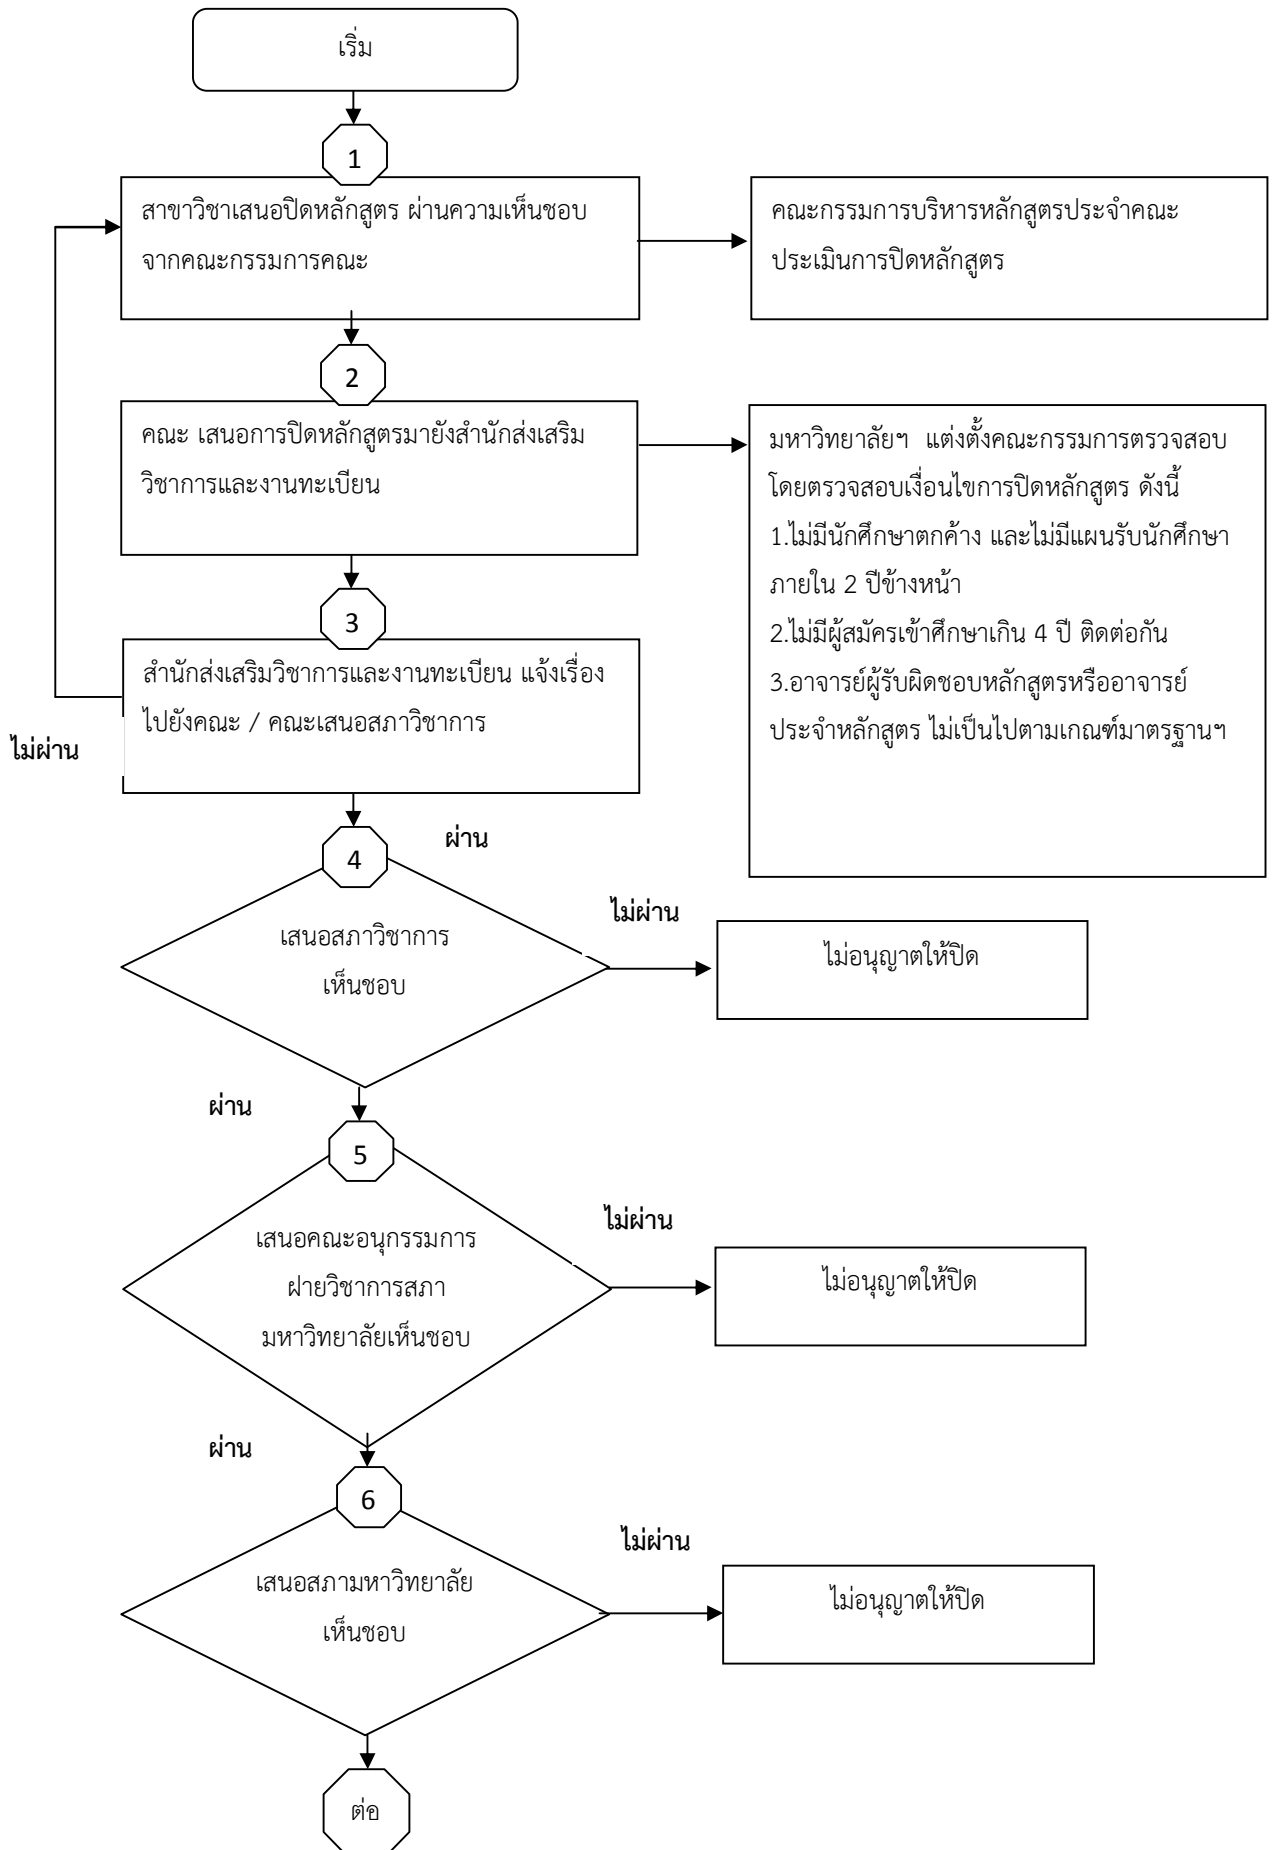 เริ่ม
1
สาขาวิชาเสนอปิดหลักสูตร ผ่านความเห็นชอบ
จากคณะกรรมการคณะ
คณะกรรมการบริหารหลักสูตรประจำคณะ
ประเมินการปิดหลักสูตร
2
คณะ เสนอการปิดหลักสูตรมายังสำนักส่งเสริม
วิชาการและงานทะเบียน
มหาวิทยาลัยฯ  แต่งตั้งคณะกรรมการตรวจสอบ
โดยตรวจสอบเงื่อนไขการปิดหลักสูตร ดังนี้
1.ไม่มีนักศึกษาตกค้าง และไม่มีแผนรับนักศึกษา
ภายใน 2 ปีข้างหน้า
2.ไม่มีผู้สมัครเข้าศึกษาเกิน 4 ปี ติดต่อกัน
3.อาจารย์ผู้รับผิดชอบหลักสูตรหรืออาจารย์
ประจำหลักสูตร ไม่เป็นไปตามเกณฑ์มาตรฐานฯ
3
สำนักส่งเสริมวิชาการและงานทะเบียน แจ้งเรื่อง
ไปยังคณะ / คณะเสนอสภาวิชาการ
ไม่ผ่าน
ผ่าน
4
เสนอสภาวิชาการ
เห็นชอบ
ไม่ผ่าน
ไม่อนุญาตให้ปิด
ผ่าน
5
เสนอคณะอนุกรรมการ
ฝ่ายวิชาการสภา
มหาวิทยาลัยเห็นชอบ
ไม่ผ่าน
ไม่อนุญาตให้ปิด
ผ่าน
6
เสนอสภามหาวิทยาลัย
เห็นชอบ
ไม่ผ่าน
ไม่อนุญาตให้ปิด
ต่อ